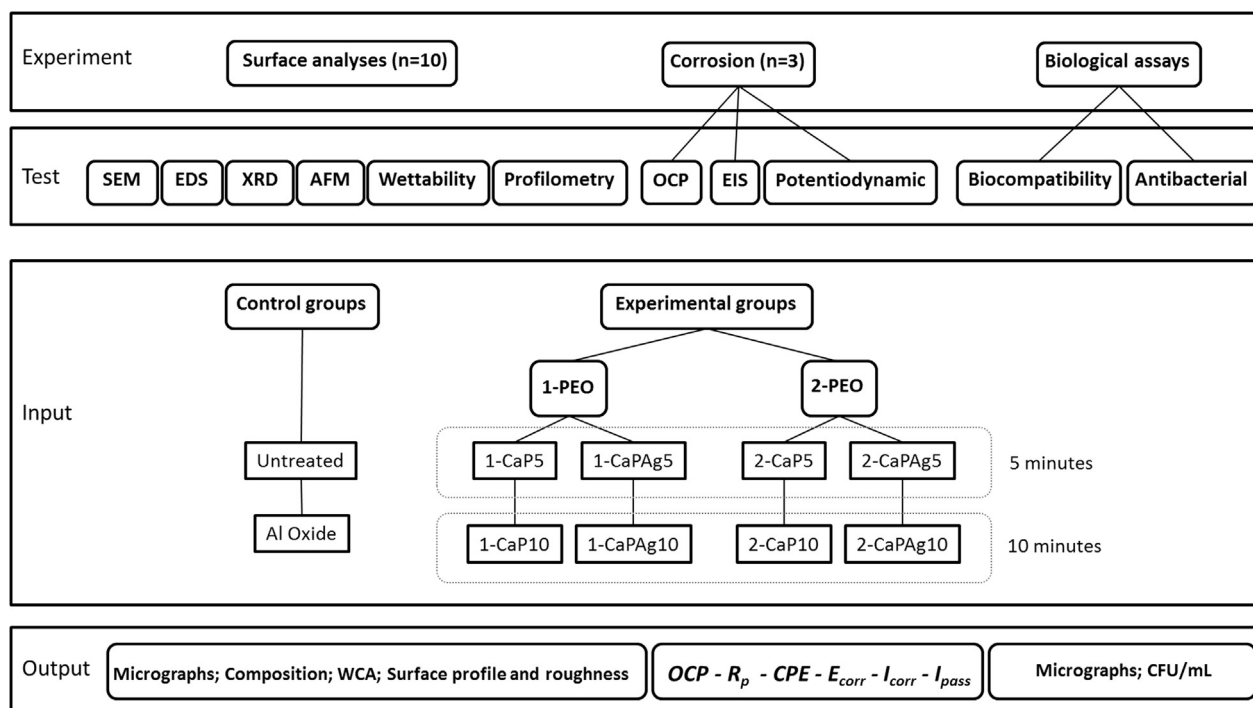 Experiment
Surface analyses (n=10)
Corrosion (n=3)
Biological assays
Test
SEM
EDS
XRD
AFM
Wettability
Profilometry
OCP
EIS
Potentiodynamic
Biocompatibility
Antibacterial
Input
Control groups
Experimental groups
1-PEO
2-PEO
Untreated
1-CaP5
1-CaPAg5
2-CaP5
2-CaPAg5
5 minutes
Al Oxide
1-CaP10
1-CaPAg10
2-CaP10
2-CaPAg10
10 minutes
Output
Micrographs; Composition; WCA; Surface profile and roughness
OCP - Rp - CPE - Ecorr - Icorr - Ipass
Micrographs; CFU/mL